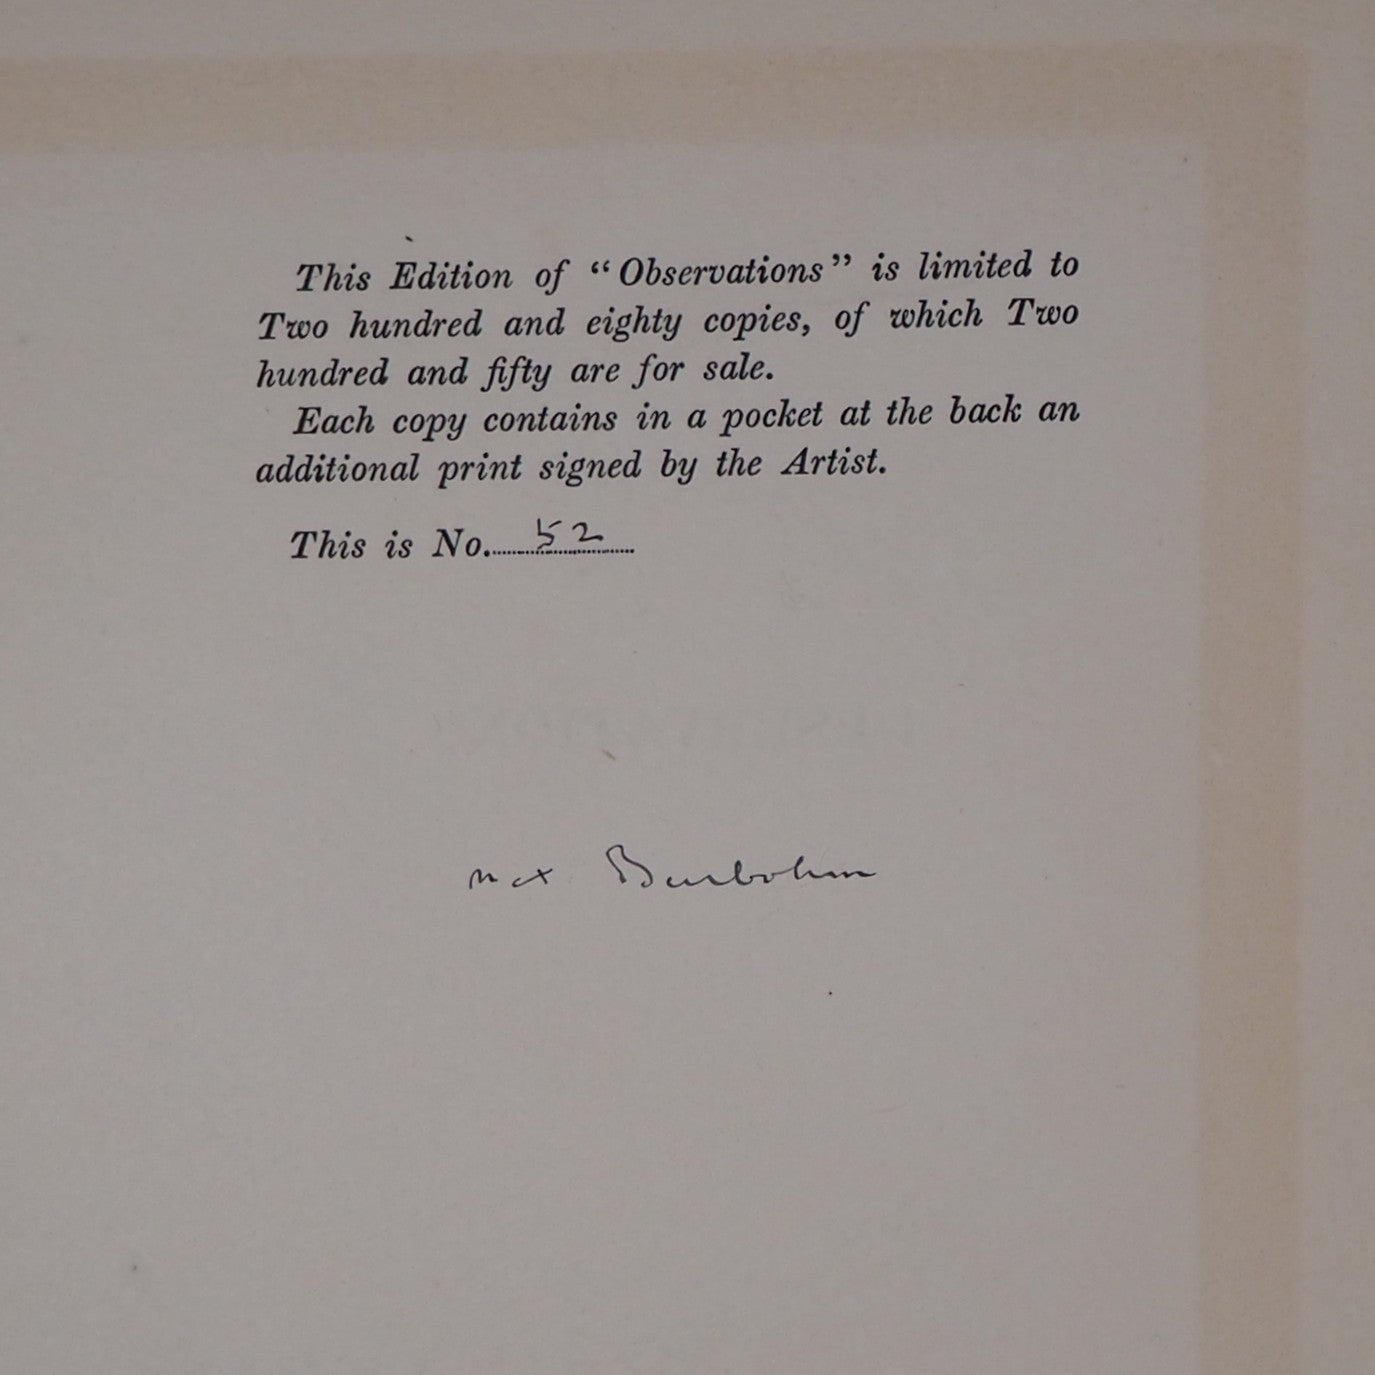 This Edition of “Observations” is limited to
Two hundred and eighty copies, of which Two
hundred and fifty are for sale.
Each copy contains in a pocket at the back an
additional print signed by the Artist.
This is No. 52
Max Beerbohm